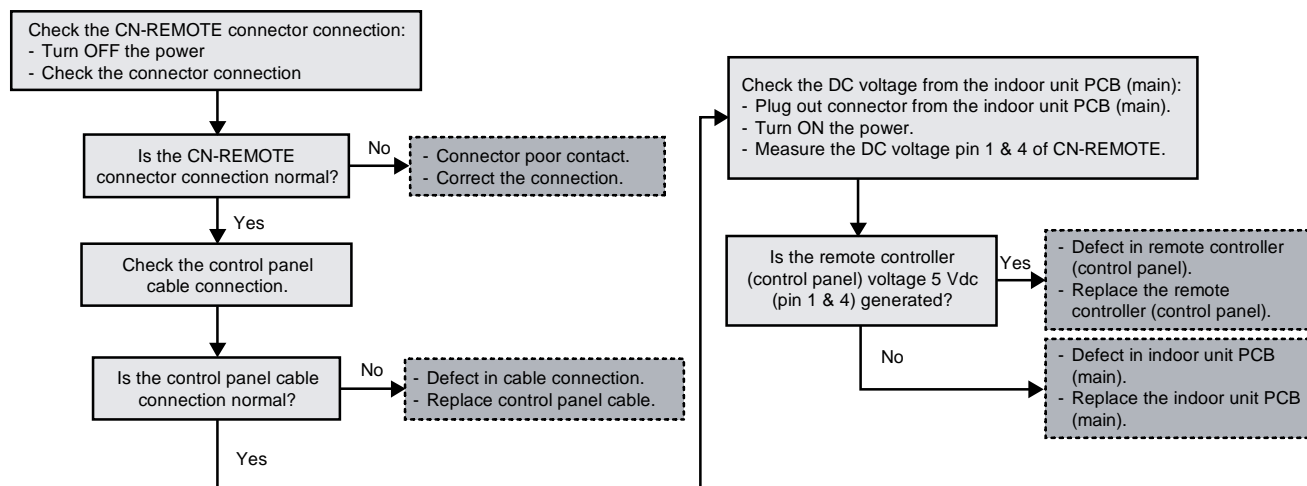 Check the CN-REMOTE connector connection:
- Turn OFF the power
- Check the connector connection
Is the CN-REMOTE
connector connection normal?
No
- Connector poor contact.
- Correct the connection.
Yes
Check the control panel
cable connection.
Is the control panel cable
connection normal?
No
- Defect in cable connection.
- Replace control panel cable.
Yes
Check the DC voltage from the indoor unit PCB (main):
- Plug out connector from the indoor unit PCB (main).
- Turn ON the power.
- Measure the DC voltage pin 1 & 4 of CN-REMOTE.
Is the remote controller
(control panel) voltage 5 Vdc
(pin 1 & 4) generated?
Yes
- Defect in remote controller
(control panel).
- Replace the remote
controller (control panel).
No
- Defect in indoor unit PCB
(main).
- Replace the indoor unit PCB
(main).